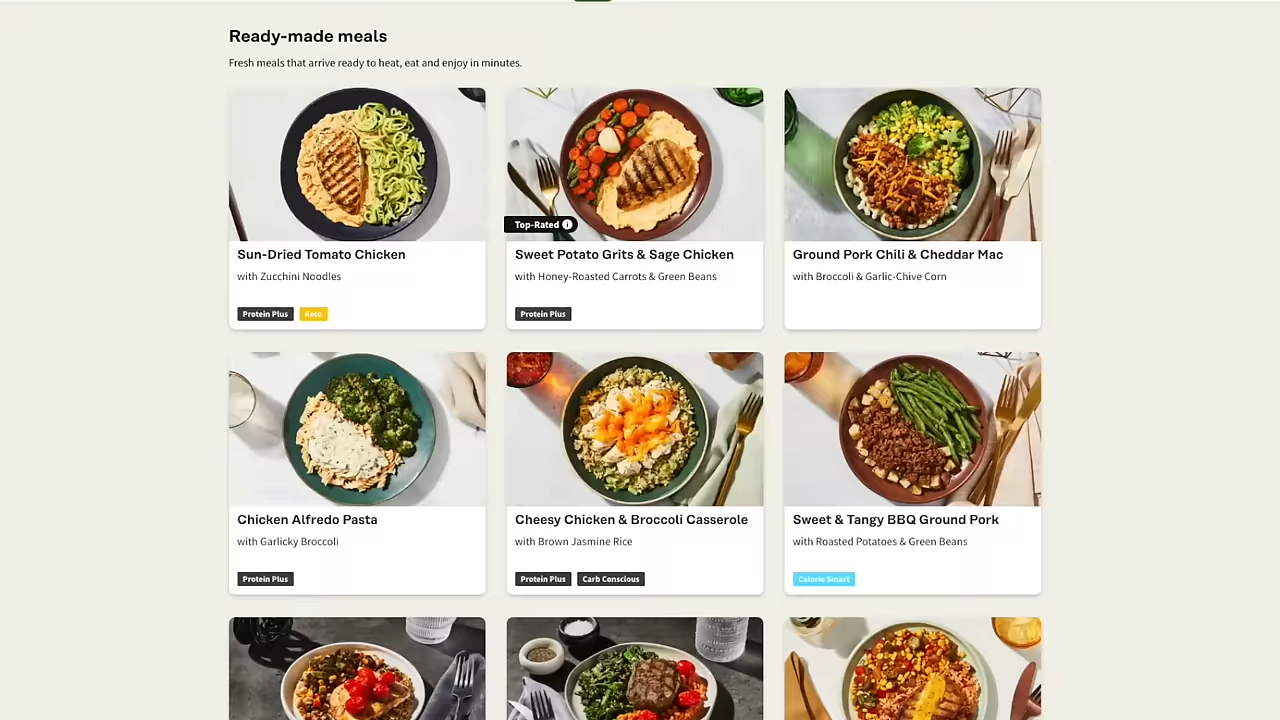 Ready-made meals
Fresh meals that arrive ready to heat, eat and enjoy in minutes.
Top-Rated
Sun-Dried Tomato Chicken
with Zucchini Noodles
Protein Plus
Keto
Sweet Potato Grits & Sage Chicken
with Honey-Roasted Carrots & Green Beans
Protein Plus
Ground Pork Chili & Cheddar Mac
with Broccoli & Garlic-Chive Corn
Chicken Alfredo Pasta
with Garlicky Broccoli
Protein Plus
Cheesy Chicken & Broccoli Casserole
with Brown Jasmine Rice
Protein Plus
Carb Conscious
Sweet & Tangy BBQ Ground Pork
with Roasted Potatoes & Green Beans
Calorie Smart